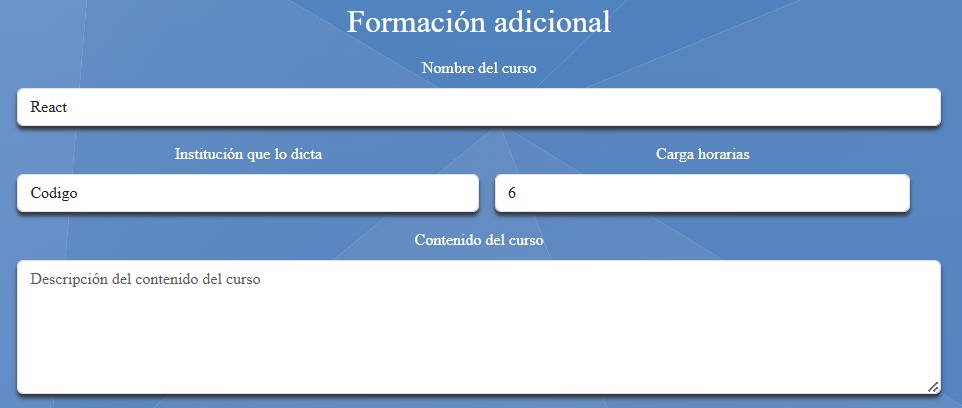 Formación adicional
Nombre del curso
React
Institución que lo dicta
Carga horarias
Codigo
6
Contenido del curso
Descripción del contenido del curso